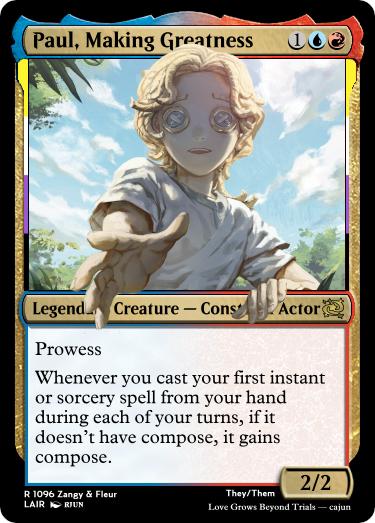 Paul, Making Greatness 1
Creature — Actor
Prowess
Whenever you cast your first instant
or sorcery spell from your hand
during each of your turns, if it
doesn't have compose, it gains
compose.
2/2
R 1096 Zangy & Fleur
They/Them
LAIR RJUN
Love Grows Beyond Trials — cajun